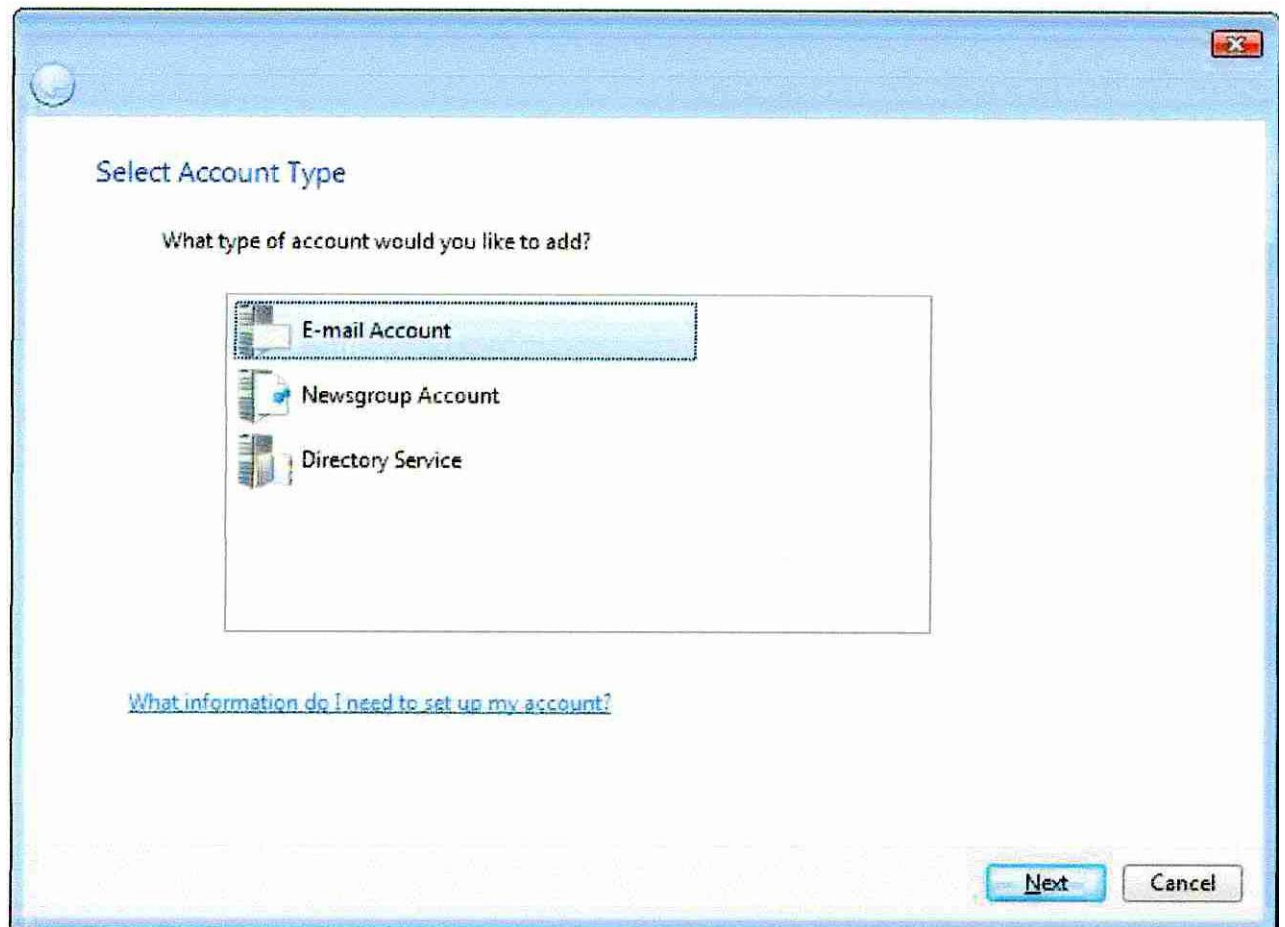 Select Account Type
What type of account would you like to add?
E-mail Account
Newsgroup Account
Directory Service
What information do I need to set up my account?
Next
Cancel